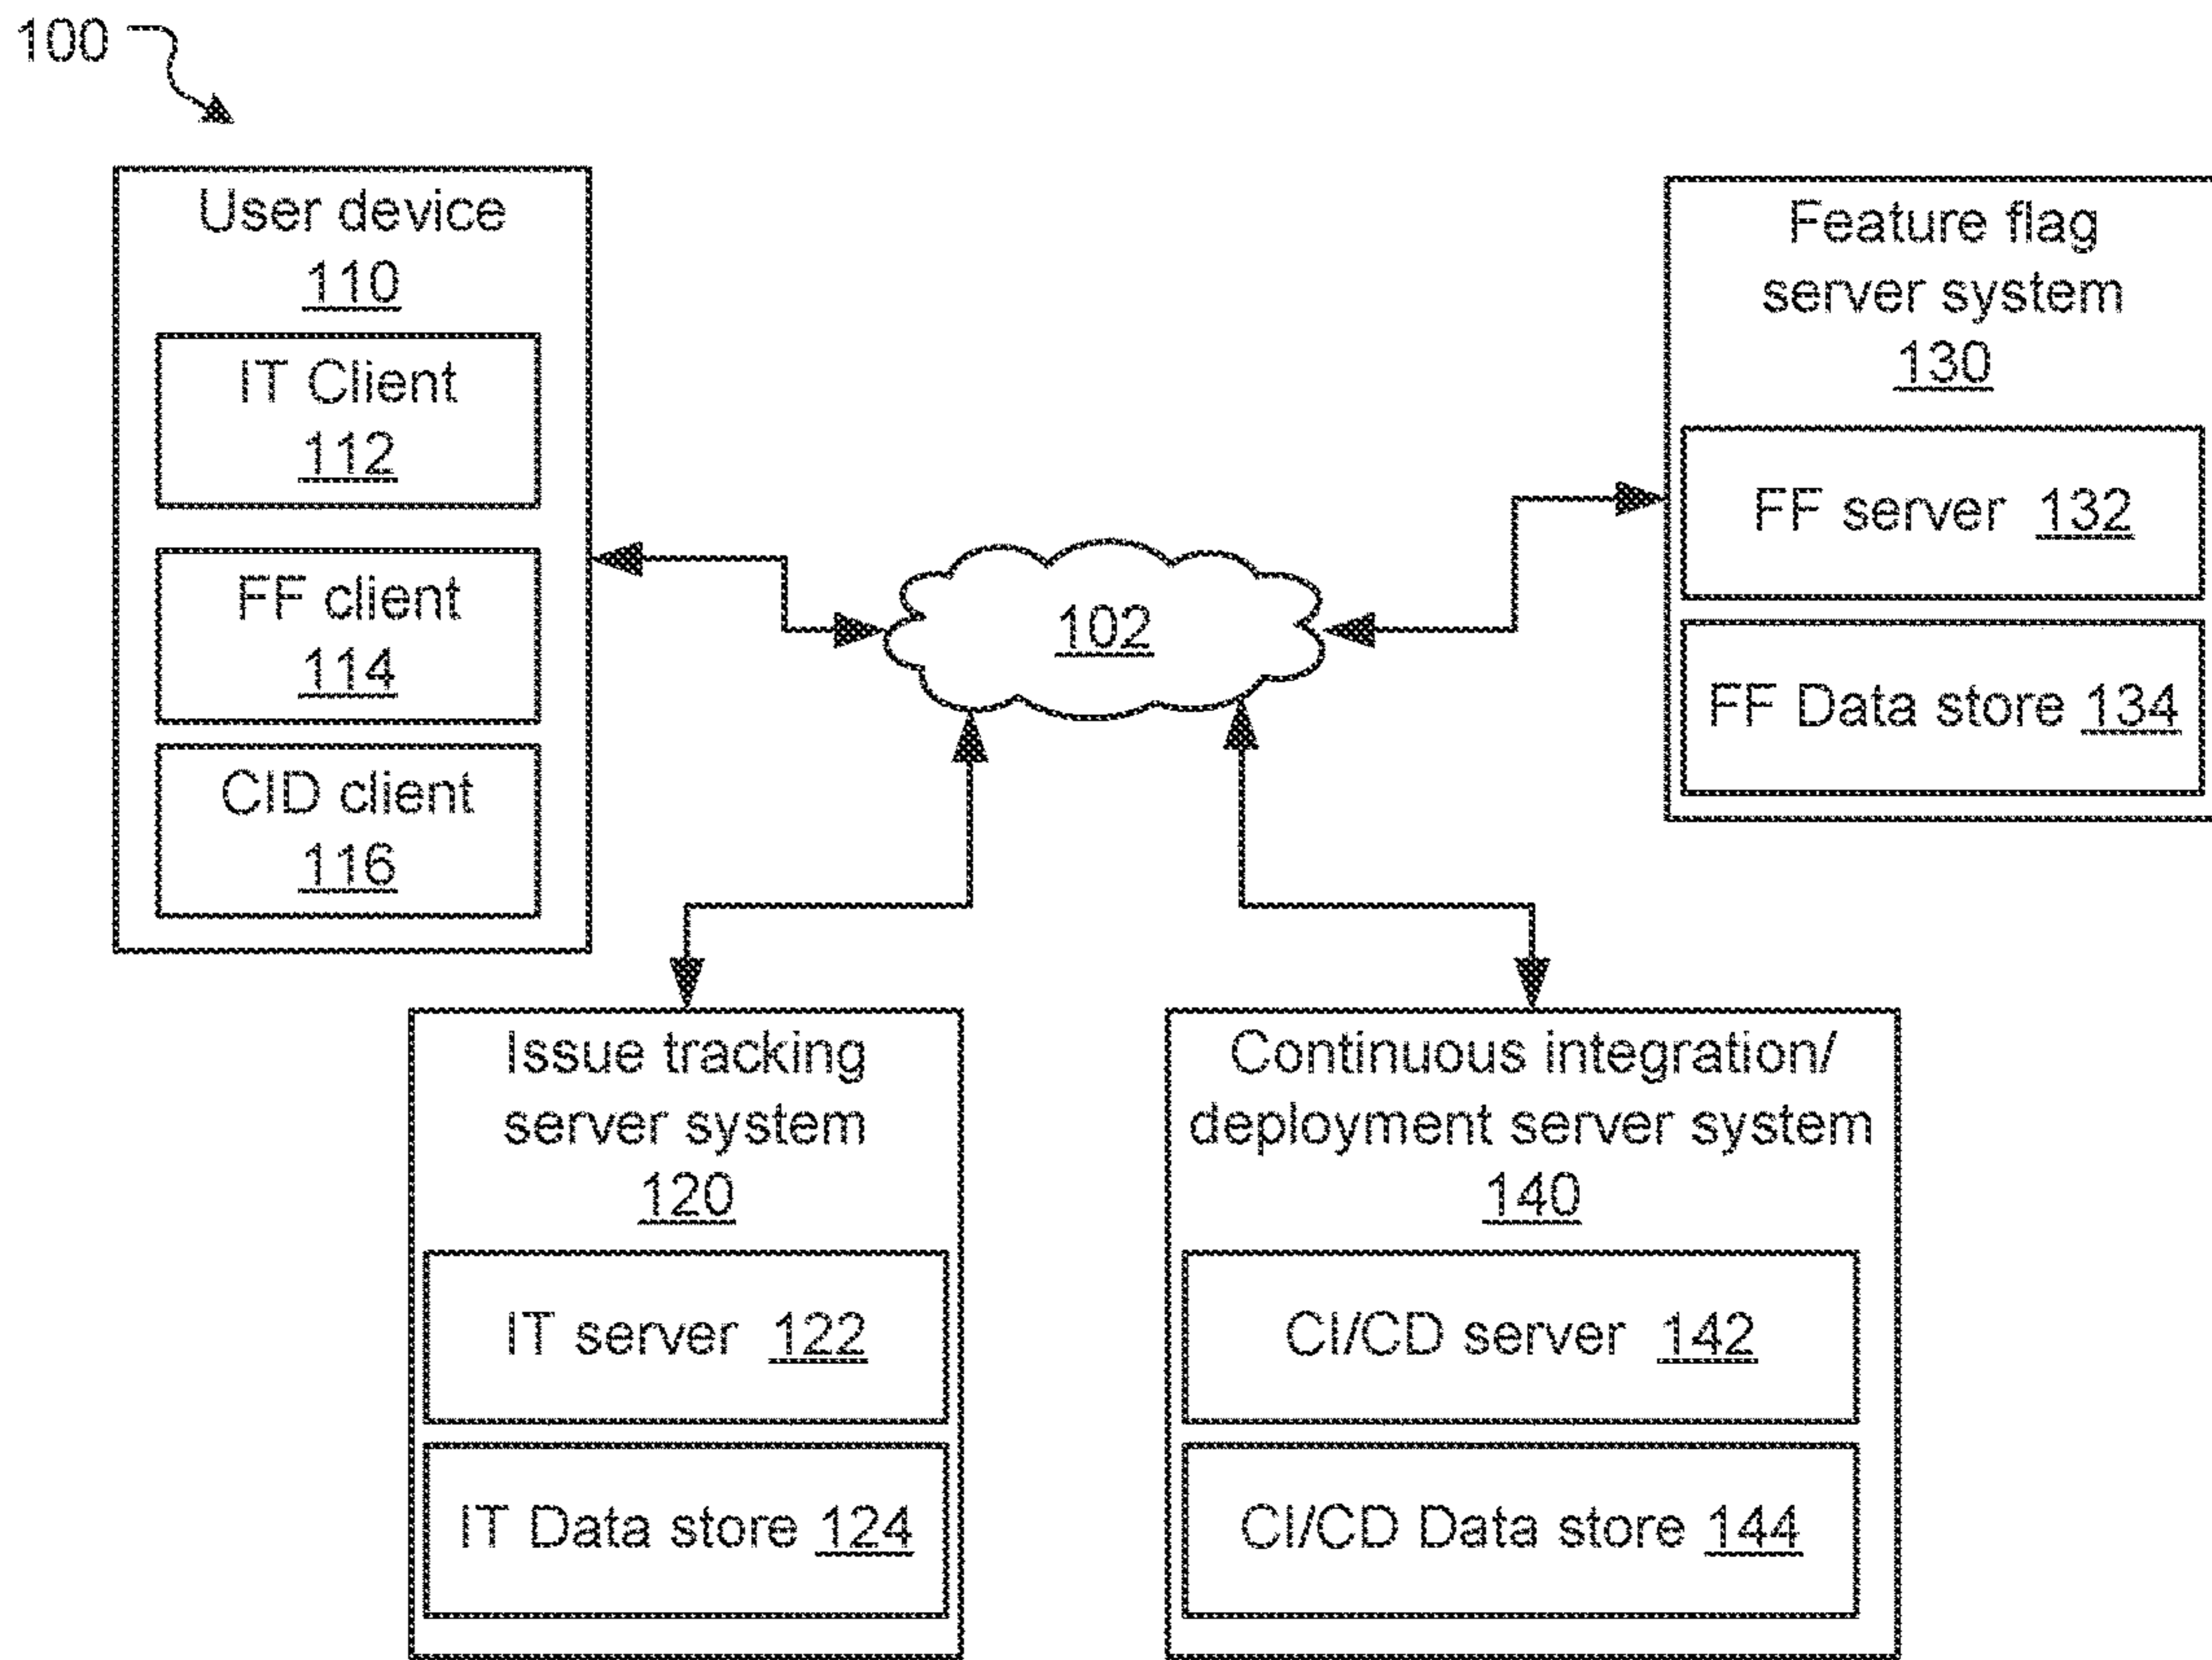 100
User device
110
IT Client
112
FF client
114
CID client
116
102
Feature flag
server system
130
FF server 132
FF Data store 134
Issue tracking
server system
120
IT server 122
IT Data store 124
Continuous integration/
deployment server system
140
CI/CD server 142
CI/CD Data store 144